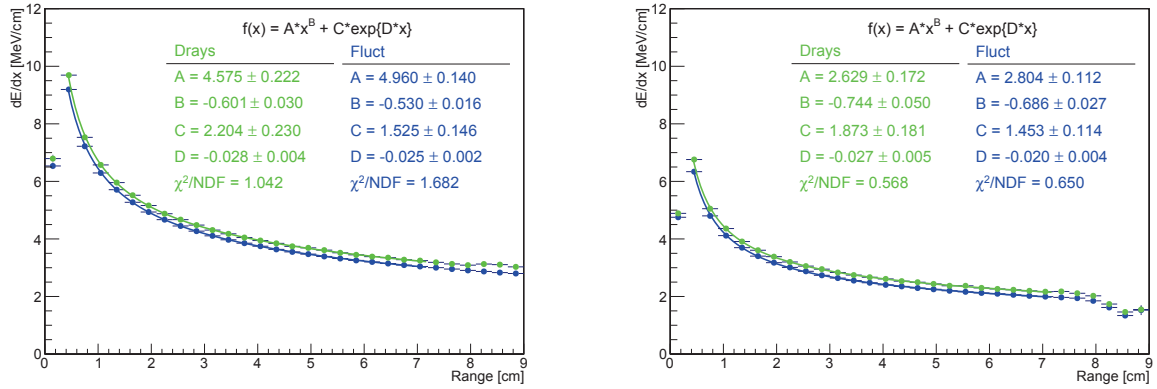 f(x) = A*x^B + C*exp{D*x}
Drays Fluct
A = 4.575 ± 0.222 A = 4.960 ± 0.140
B = -0.601 ± 0.030 B = -0.530 ± 0.016
C = 2.204 ± 0.230 C = 1.525 ± 0.146
D = -0.028 ± 0.004 D = -0.025 ± 0.002
χ²/NDF = 1.042 χ²/NDF = 1.682
dE/dx [MeV/cm]
12
10
8
6
4
2
0
0 1 2 3 4 5 6 7 8 9
Range [cm]
f(x) = A*x^B + C*exp{D*x}
Drays Fluct
A = 2.629 ± 0.172 A = 2.804 ± 0.112
B = -0.744 ± 0.050 B = -0.686 ± 0.027
C = 1.873 ± 0.181 C = 1.453 ± 0.114
D = -0.027 ± 0.005 D = -0.020 ± 0.004
χ²/NDF = 0.568 χ²/NDF = 0.650
dE/dx [MeV/cm]
12
10
8
6
4
2
0
0 1 2 3 4 5 6 7 8 9
Range [cm]